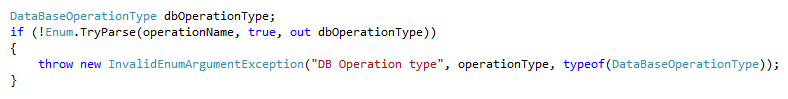 DataBaseOperationType dbOperationType;
if (!Enum.TryParse(operationName, true, out dbOperationType))
{
throw new InvalidEnumArgumentException("DB Operation type", operationType, typeof(DataBaseOperationType));
}